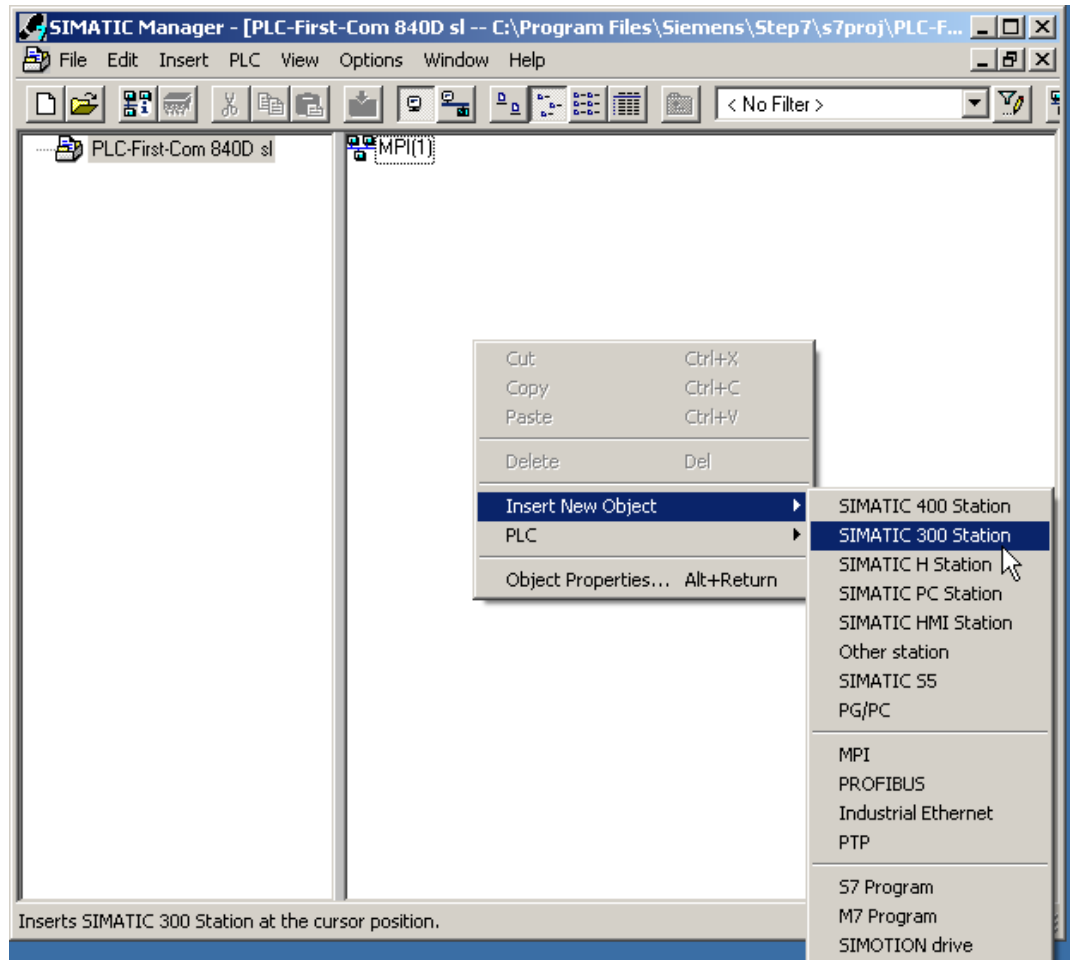 SIMATIC Manager - [PLC-First-Com 840D sl -- C:\Program Files\Siemens\Step7\s7proj\PLC-F...
File Edit Insert PLC View Options Window Help
< No Filter >
PLC-First-Com 840D sl
MPI(1)
Cut Ctrl+X
Copy Ctrl+C
Paste Ctrl+V
Delete Del
Insert New Object
PLC
Object Properties... Alt+Return
SIMATIC 400 Station
SIMATIC 300 Station
SIMATIC H Station
SIMATIC PC Station
SIMATIC HMI Station
Other station
SIMATIC S5
PG/PC
MPI
PROFIBUS
Industrial Ethernet
PTP
S7 Program
M7 Program
SIMOTION drive
Inserts SIMATIC 300 Station at the cursor position.